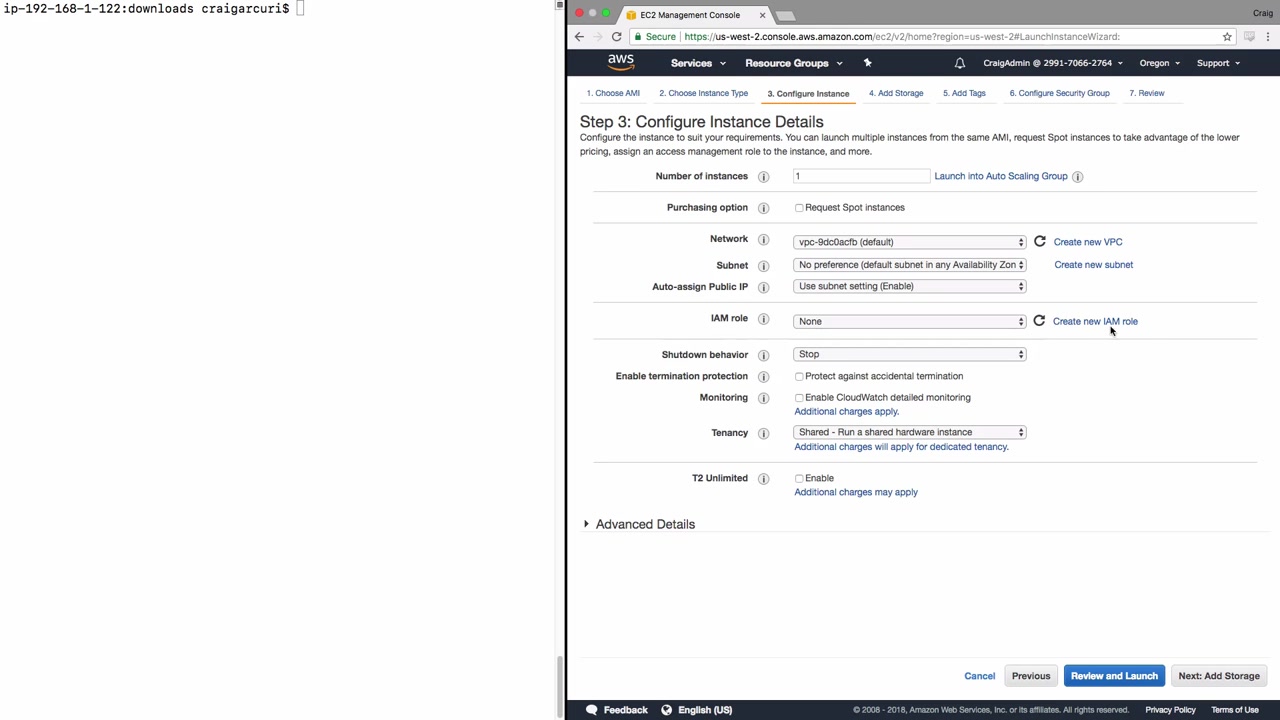 ip-192-168-1-122:downloads craigarcuri$
EC2 Management Console
Craig
Secure https://us-west-2.console.aws.amazon.com/ec2/v2/home?region=us-west-2#LaunchInstanceWizard:
aws Services Resource Groups CraigAdmin @ 2991-7066-2764 Oregon Support
1. Choose AMI 2. Choose Instance Type 3. Configure Instance 4. Add Storage 5. Add Tags 6. Configure Security Group 7. Review
Step 3: Configure Instance Details
Configure the instance to suit your requirements. You can launch multiple instances from the same AMI, request Spot instances to take advantage of the lower
pricing, assign an access management role to the instance, and more.
Number of instances 1 Launch into Auto Scaling Group
Purchasing option Request Spot instances
Network vpc-9dc0acfb (default) Create new VPC
Subnet No preference (default subnet in any Availability Zon Create new subnet
Auto-assign Public IP Use subnet setting (Enable)
IAM role None Create new IAM role
Shutdown behavior Stop
Enable termination protection Protect against accidental termination
Monitoring Enable CloudWatch detailed monitoring
Additional charges apply.
Tenancy Shared - Run a shared hardware instance
Additional charges will apply for dedicated tenancy.
T2 Unlimited Enable
Additional charges may apply
Advanced Details
Cancel Previous Review and Launch Next: Add Storage
Feedback English (US) © 2008 - 2018, Amazon Web Services, Inc. or its affiliates. All rights reserved. Privacy Policy Terms of Use